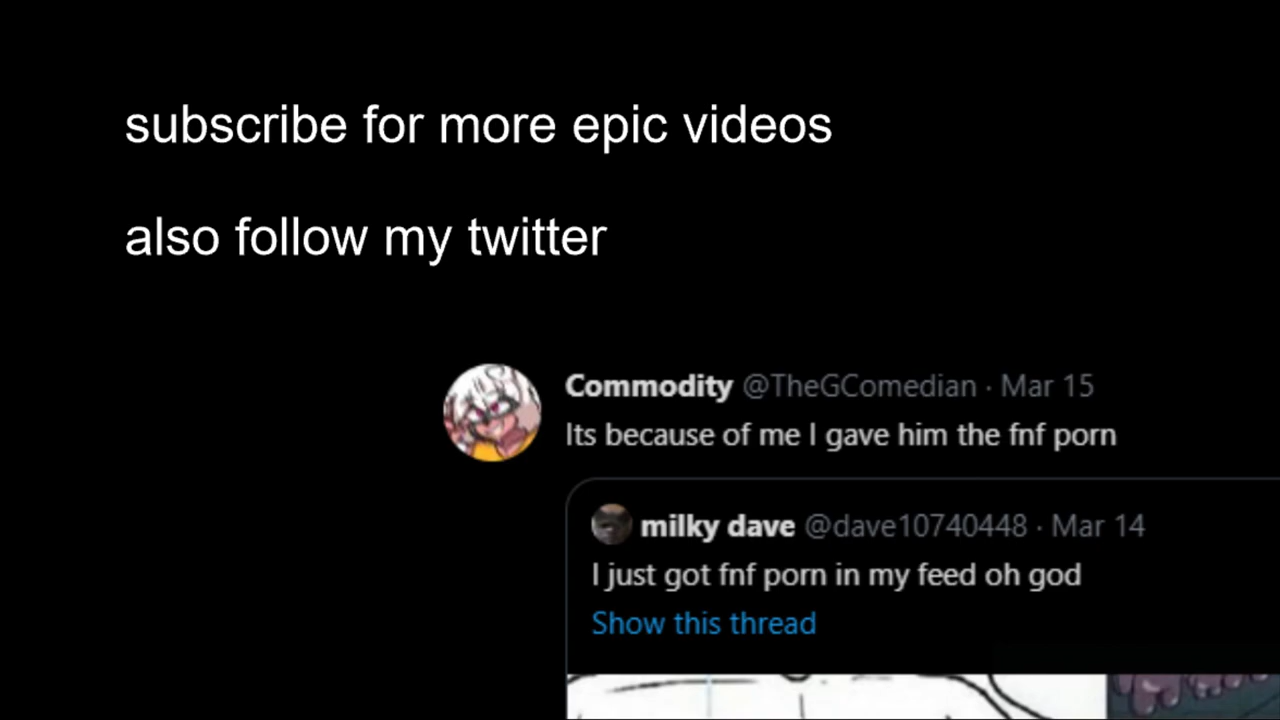 subscribe for more epic videos
also follow my twitter
Commodity @TheGComedian · Mar 15
Its because of me I gave him the fnf porn
milky dave @dave10740448 · Mar 14
I just got fnf porn in my feed oh god
Show this thread